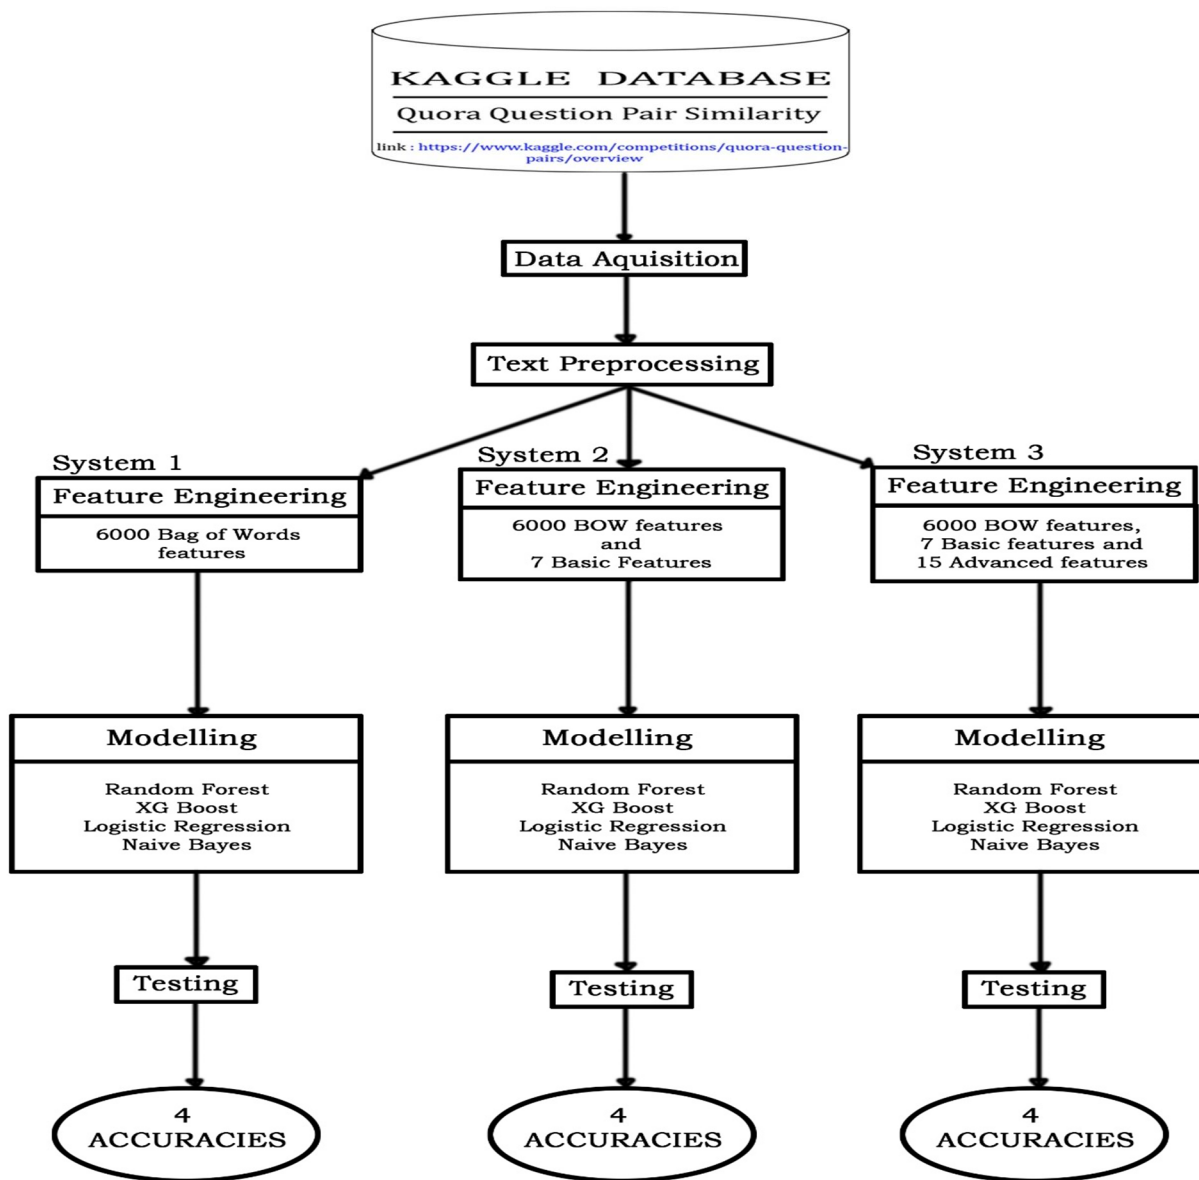 KAGGLE DATABASE
Quora Question Pair Similarity
link : https://www.kaggle.com/competitions/quora-question-
pairs/overview
Data Aquisition
Text Preprocessing
System 1
Feature Engineering
6000 Bag of Words
features
System 2
Feature Engineering
6000 BOW features
and
7 Basic Features
System 3
Feature Engineering
6000 BOW features,
7 Basic features and
15 Advanced features
Modelling
Random Forest
XG Boost
Logistic Regression
Naive Bayes
Modelling
Random Forest
XG Boost
Logistic Regression
Naive Bayes
Modelling
Random Forest
XG Boost
Logistic Regression
Naive Bayes
Testing
Testing
Testing
4
ACCURACIES
4
ACCURACIES
4
ACCURACIES